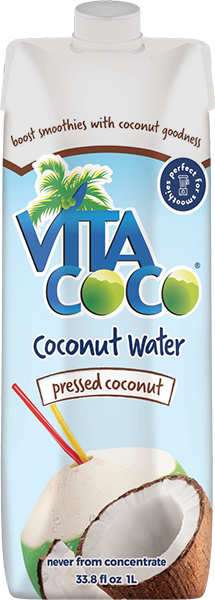 boost smoothies with coconut goodness
perfect for smoothies
VITA
COCO®
Coconut Water
pressed coconut
never from concentrate
33.8 fl oz 1L